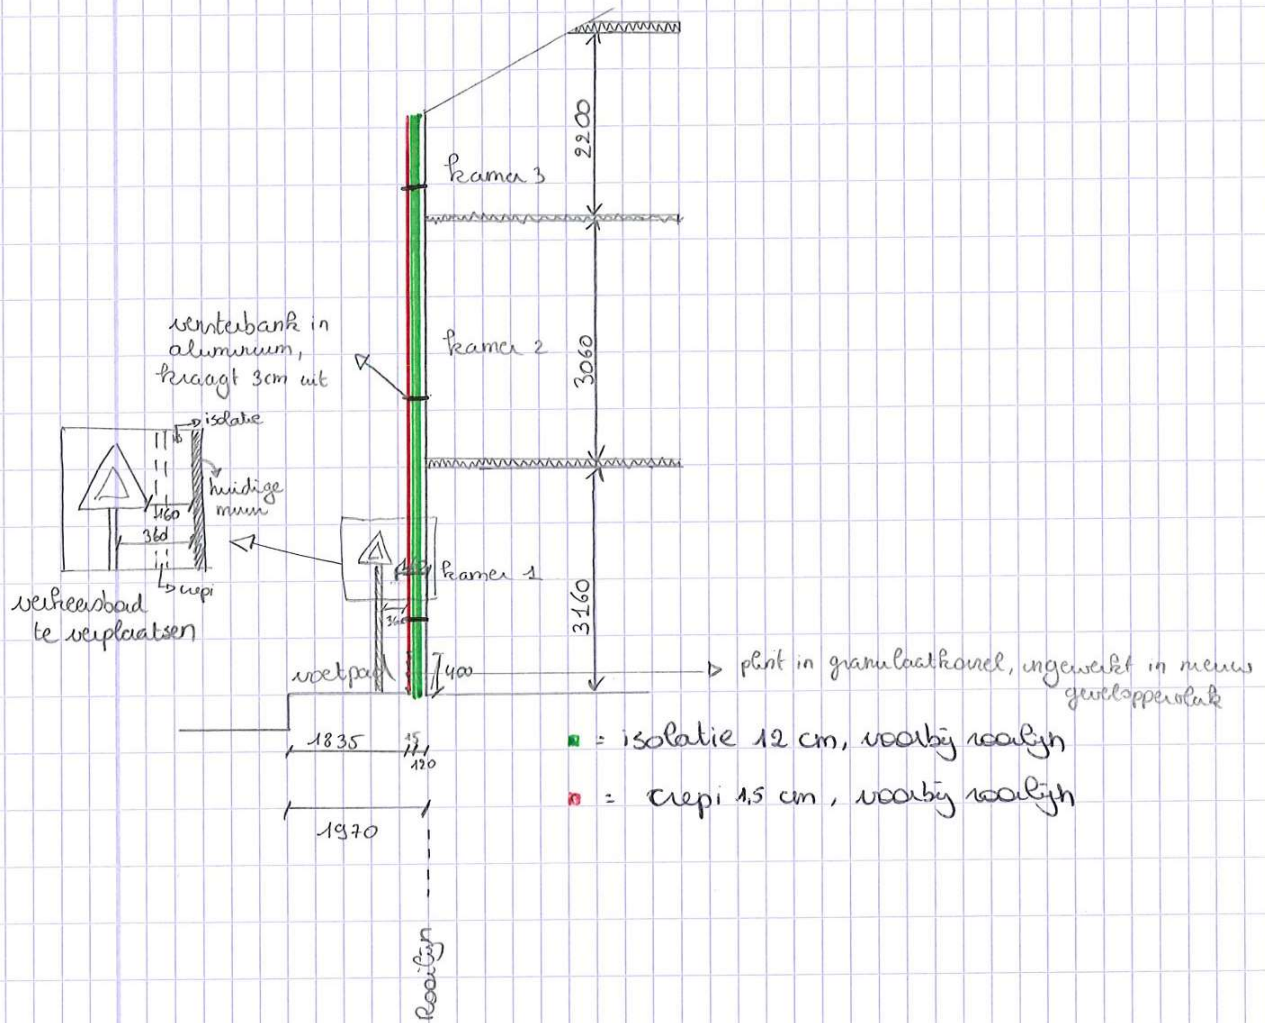 2200
kamer 3
vensterbank in
aluminium,
kraagt 3cm uit
kamer 2
3060
isolatie
huidige
muur
160
360
crepi
verkeersbord
te verplaatsen
kamer 1
3160
voetpad
400
plint in granulaatkorrel, ingewerkt in nieuw
geveloppervlak
1835
15
120
1970
= isolatie 12 cm, voorbij rooilijn
= crepi 1,5 cm, voorbij rooilijn
Rooilijn